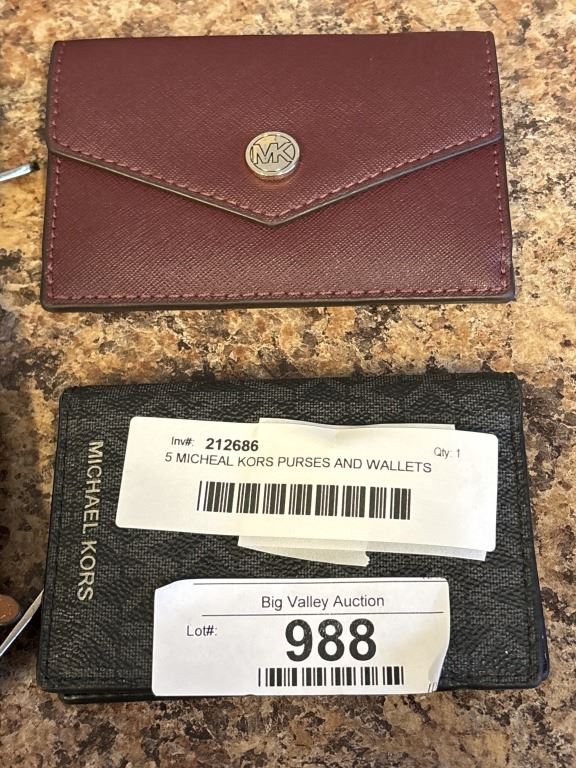 MK
MICHAEL KORS
Inv#: 212686 Qty: 1
5 MICHEAL KORS PURSES AND WALLETS
Big Valley Auction
Lot#: 988